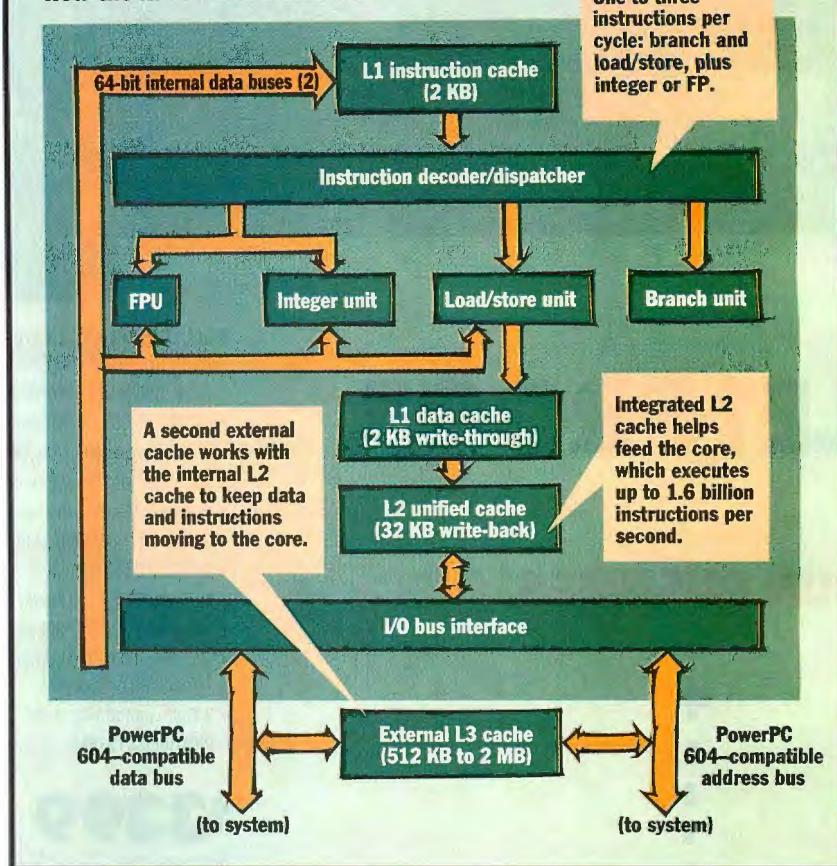 instructions per
cycle: branch and
load/store, plus
integer or FP.
64-bit internal data buses (2)
L1 instruction cache
(2 KB)
Instruction decoder/dispatcher
FPU
Integer unit
Load/store unit
Branch unit
L1 data cache
(2 KB write-through)
A second external
cache works with
the internal L2
cache to keep data
and instructions
moving to the core.
Integrated L2
cache helps
feed the core,
which executes
up to 1.6 billion
instructions per
second.
L2 unified cache
(32 KB write-back)
I/O bus interface
PowerPC
604–compatible
data bus
External L3 cache
(512 KB to 2 MB)
PowerPC
604–compatible
address bus
(to system)
(to system)